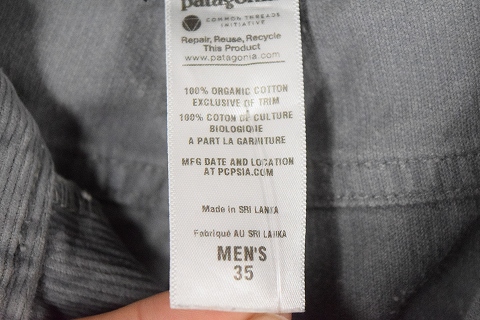 patagonia
COMMON THREADS
INITIATIVE
Repair, Reuse, Recycle
This Product
www.patagonia.com
100% ORGANIC COTTON
EXCLUSIVE OF TRIM
100% COTON DE CULTURE
BIOLOGIQUE
A PART LA GARNITURE
MFG DATE AND LOCATION
AT PCPSIA.COM
Made in SRI LANKA
Fabriqué AU SRI LANKA
MEN'S
35